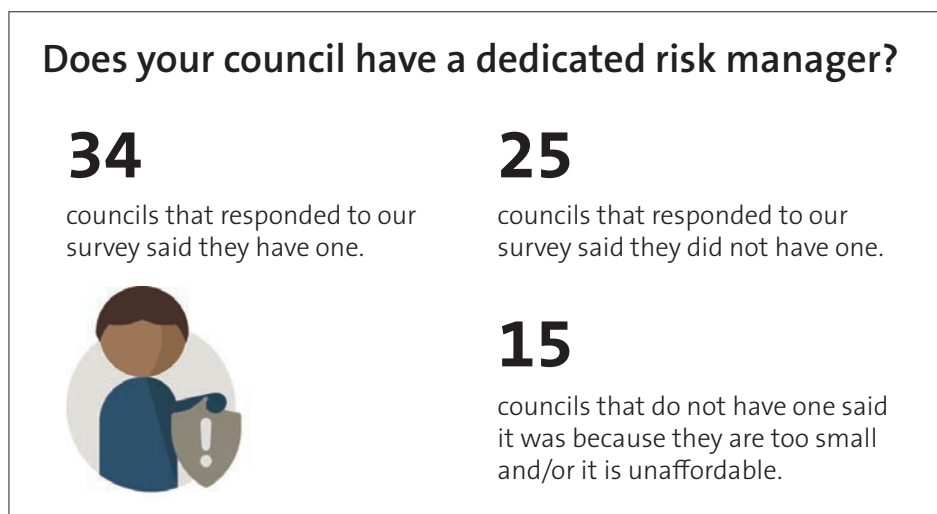 Does your council have a dedicated risk manager?
34
councils that responded to our
survey said they have one.
25
councils that responded to our
survey said they did not have one.
15
councils that do not have one said
it was because they are too small
and/or it is unaffordable.
!